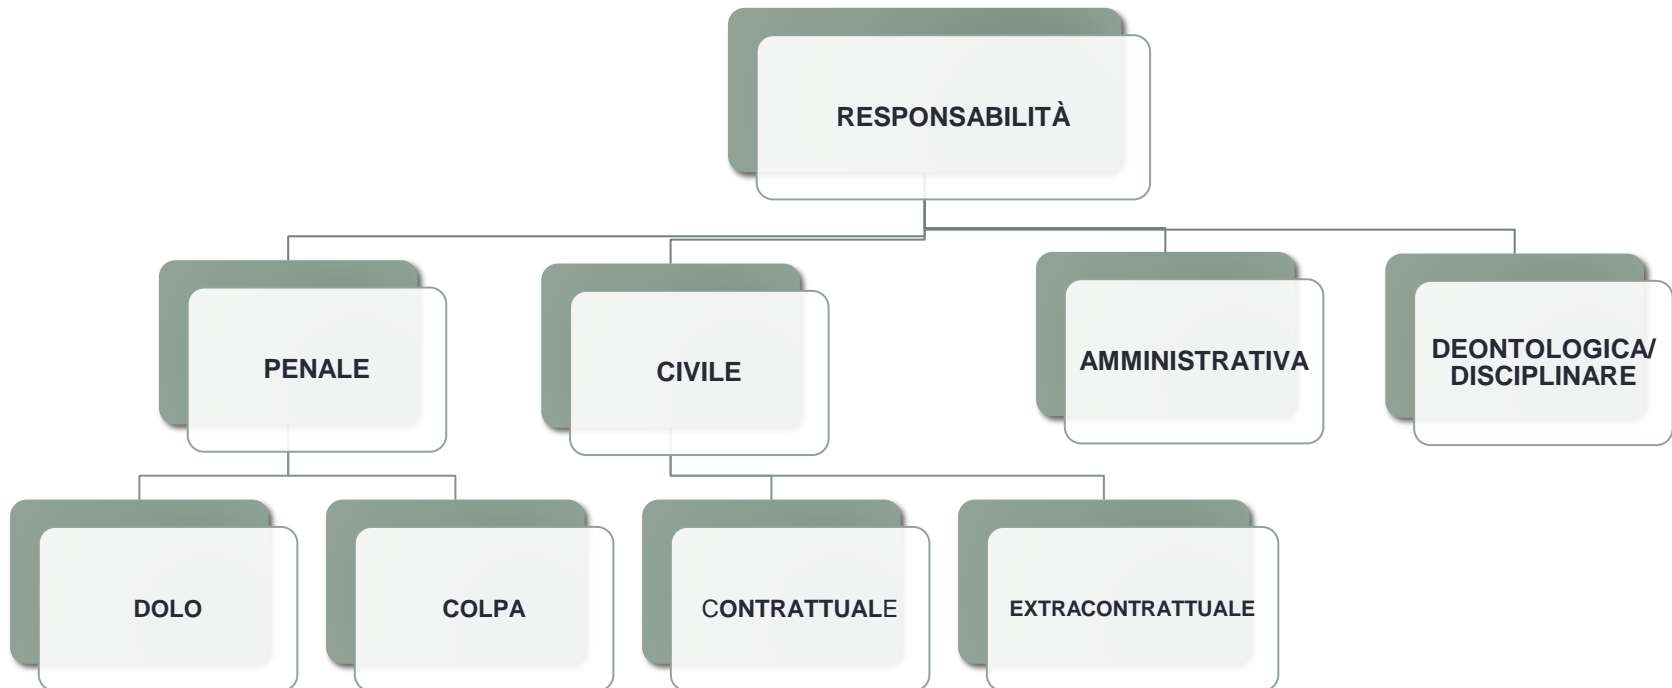 RESPONSABILITÀ
PENALE
CIVILE
AMMINISTRATIVA
DEONTOLOGICA/
DISCIPLINARE
DOLO
COLPA
CONTRATTUALE
EXTRACONTRATTUALE